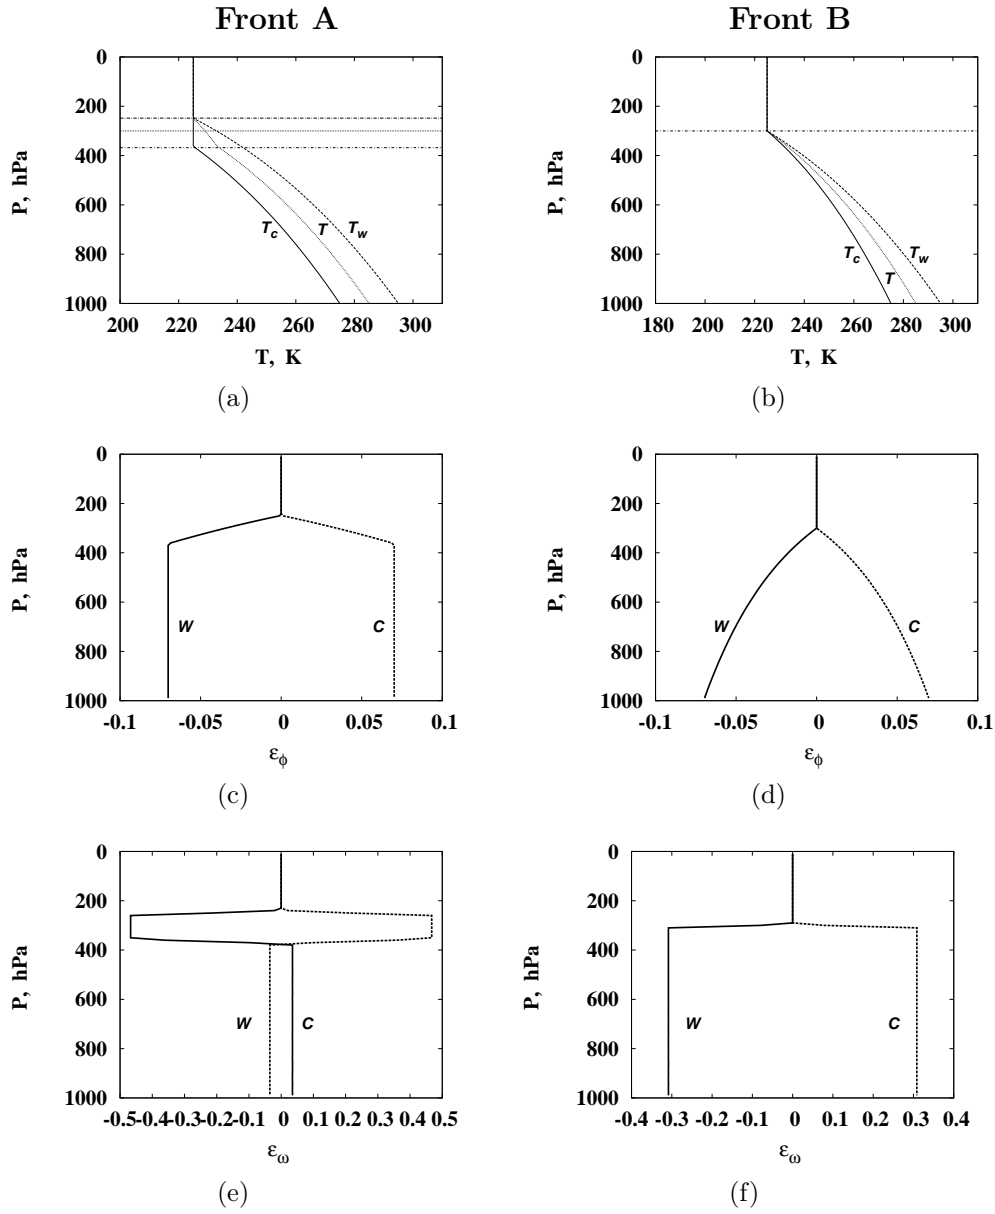 Front A
Front B
0
200
400
600
800
1000
P, hPa
T_c
T
T_w
200
220
240
260
280
300
T, K
(a)
0
200
400
600
800
1000
P, hPa
T_c
T
T_w
180
200
220
240
260
280
300
T, K
(b)
0
200
400
600
800
1000
P, hPa
W
C
-0.1
-0.05
0
0.05
0.1
ε_ϕ
(c)
0
200
400
600
800
1000
P, hPa
W
C
-0.1
-0.05
0
0.05
0.1
ε_ϕ
(d)
0
200
400
600
800
1000
P, hPa
W
C
-0.5
-0.4
-0.3
-0.2
-0.1
0
0.1
0.2
0.3
0.4
0.5
ε_ω
(e)
0
200
400
600
800
1000
P, hPa
W
C
-0.4
-0.3
-0.2
-0.1
0
0.1
0.2
0.3
0.4
ε_ω
(f)